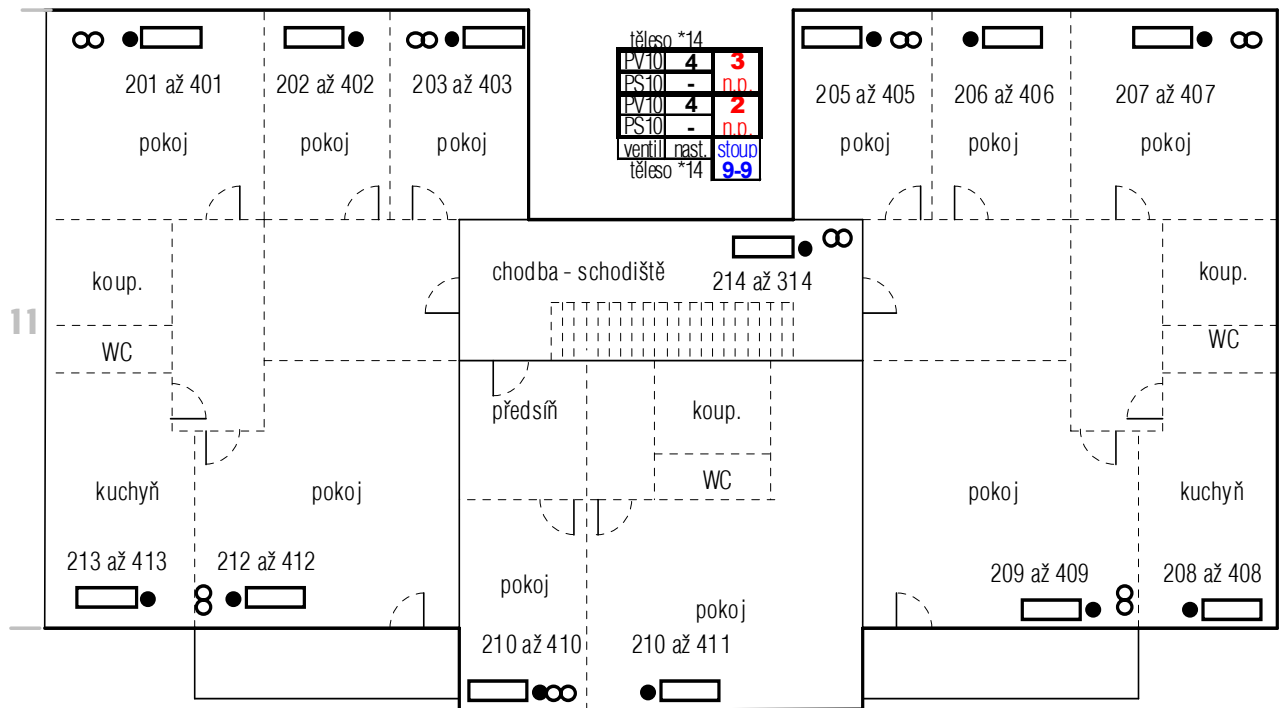 201 až 401
202 až 402
203 až 403
pokoj
pokoj
pokoj
těleso *14
PV10 4 3
PS10 - n.p.
PV10 4 2
PS10 - n.p.
ventil nast. stoup
těleso *14 9-9
205 až 405
206 až 406
207 až 407
pokoj
pokoj
pokoj
koup.
WC
11
chodba - schodiště
214 až 314
koup.
WC
předsíň
koup.
WC
kuchyň
pokoj
213 až 413
212 až 412
pokoj
pokoj
210 až 410
210 až 411
pokoj
kuchyň
209 až 409
208 až 408